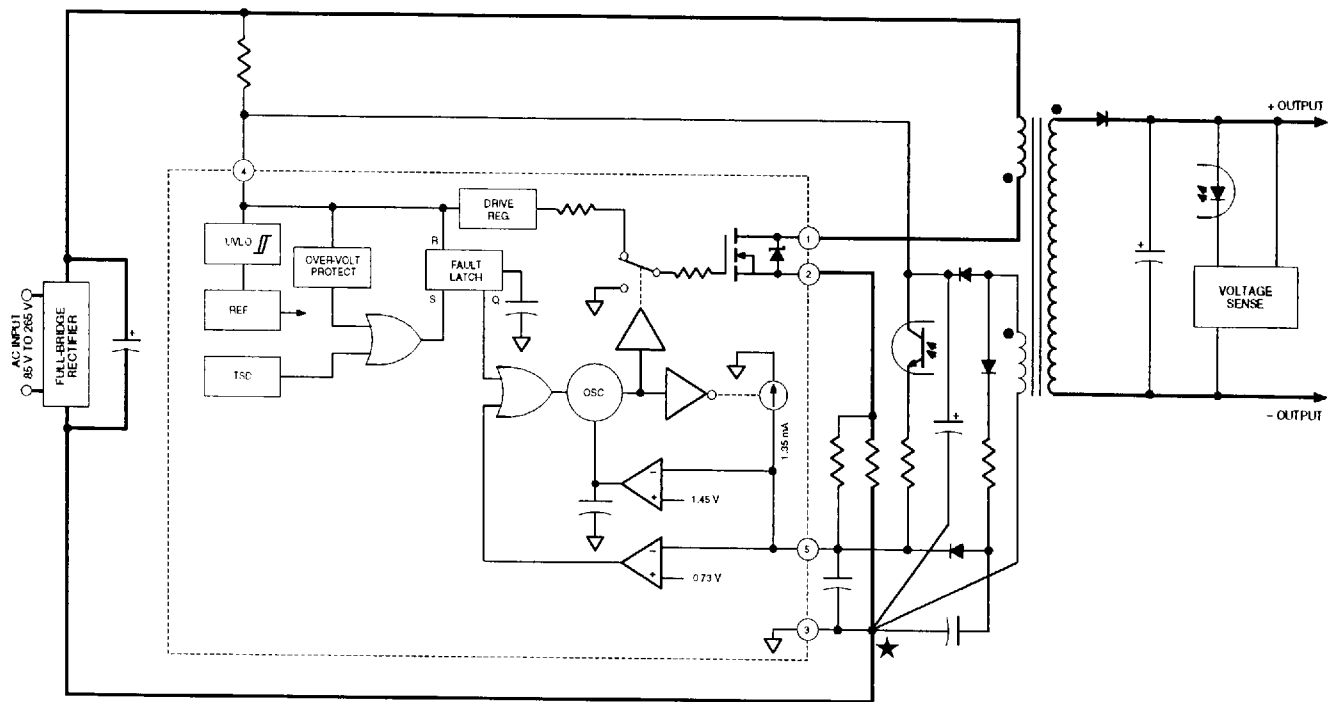 + OUTPUT
4
DRIVE
REG.
UVLO
OVER-VOLT
PROTECT
R
FAULT
LATCH
S
Q
1
2
REF
TSD
OSC
1.35 mA
AC INPUT
85 V TO 265 V
FULL-BRIDGE
RECTIFIER
+
+
+
VOLTAGE
SENSE
− OUTPUT
−
+
1.45 V
−
+
0.73 V
5
3